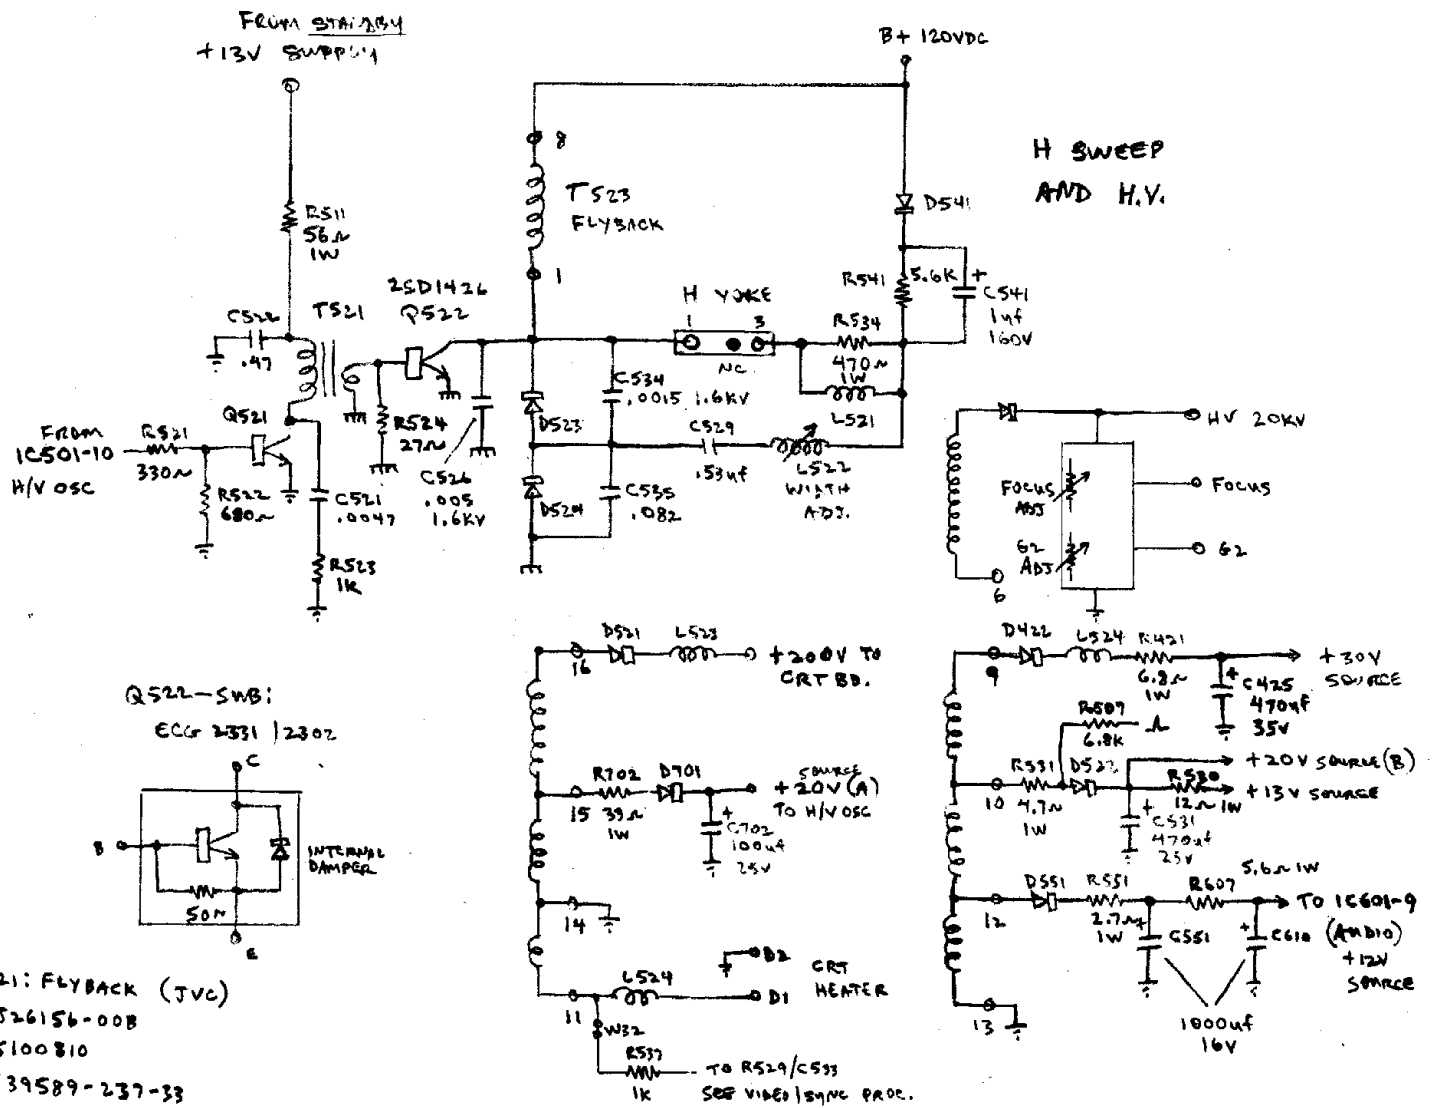 FROM STANDBY
+13V SUPPLY
B+ 120VDC
H SWEEP
AND H.V.
8
T523
FLYBACK
1
R511
56Ω
1W
C522
.47
T521
2SD1426
Q522
D541
R541
5.6K
+
C541
1uf
160V
H YOKE
1
3
NC
R534
470Ω
1W
L521
C534
.0015 1.6KV
D523
C529
.53uf
L522
WIDTH
ADJ.
Q521
FROM
IC501-10
H/V OSC
R521
330Ω
R522
680Ω
R524
27Ω
C526
.005
1.6KV
C521
.0047
R523
1K
D524
C535
.082
HV 20KV
FOCUS
ADJ
FOCUS
G2
ADJ
G2
6
D521
L523
16
+200V TO
CRT BD.
R702
D701
15
39Ω
1W
SOURCE
+20V (A)
TO H/V OSC
+
C702
100uf
25V
14
D2
CRT
HEATER
L524
D1
11
W32
R537
1K
TO R529/C533
SEE VIDEO/SYNC PROC.
D422
L524
R421
9
6.8Ω
1W
+
C425
470uf
35V
+30V
SOURCE
R507
6.8K
R531
D522
10
4.7Ω
1W
+20V SOURCE (B)
R530
12Ω 1W
+13V SOURCE
+
C531
470uf
25V
D551
R551
12
2.7Ω
1W
+
C551
5.6Ω 1W
R607
+
C610
TO IC601-9
(AUDIO)
+12V
SOURCE
1000uf
16V
13
Q522-SUB:
ECG 2331/2302
C
B
INTERNAL
DAMPER
50Ω
E
21: FLYBACK (JVC)
J26156-00B
5100810
39589-237-33